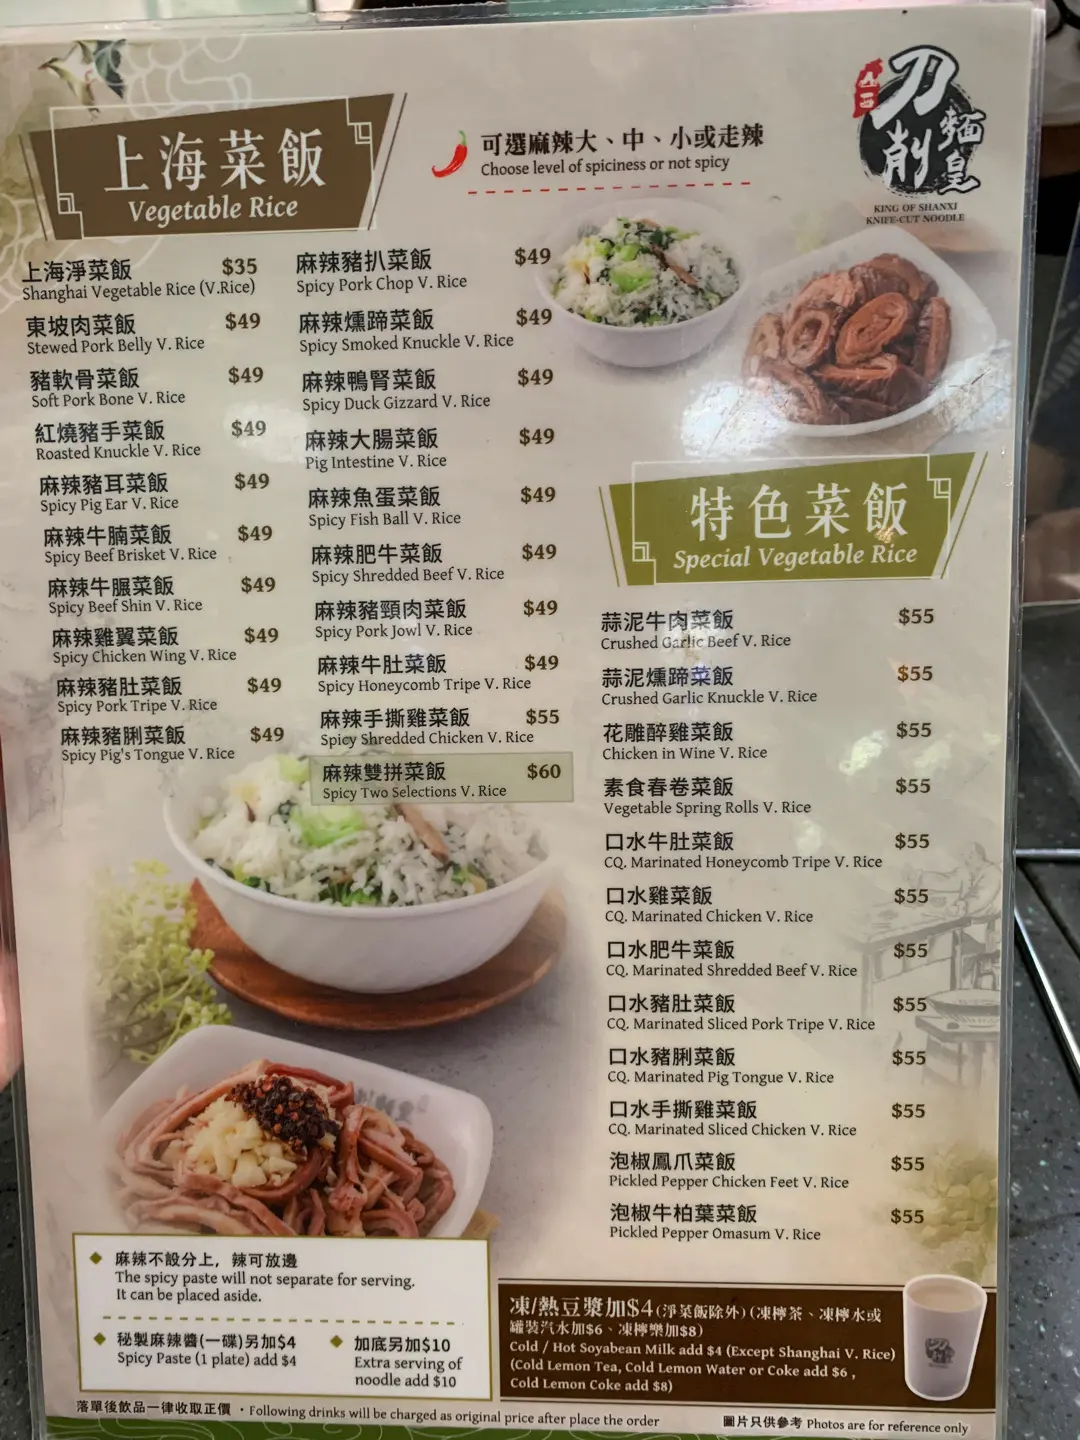 上海菜飯
Vegetable Rice
可選麻辣大、中、小或走辣
Choose level of spiciness or not spicy
山西
刀削麵皇
KING OF SHANXI
KNIFE-CUT NOODLE
上海淨菜飯 $35
Shanghai Vegetable Rice (V.Rice)
東坡肉菜飯 $49
Stewed Pork Belly V. Rice
豬軟骨菜飯 $49
Soft Pork Bone V. Rice
紅燒豬手菜飯 $49
Roasted Knuckle V. Rice
麻辣豬耳菜飯 $49
Spicy Pig Ear V. Rice
麻辣牛腩菜飯 $49
Spicy Beef Brisket V. Rice
麻辣牛腸菜飯 $49
Spicy Beef Shin V. Rice
麻辣雞翼菜飯 $49
Spicy Chicken Wing V. Rice
麻辣豬肚菜飯 $49
Spicy Pork Tripe V. Rice
麻辣豬脷菜飯 $49
Spicy Pig's Tongue V. Rice
麻辣豬扒菜飯 $49
Spicy Pork Chop V. Rice
麻辣燻蹄菜飯 $49
Spicy Smoked Knuckle V. Rice
麻辣鴨腎菜飯 $49
Spicy Duck Gizzard V. Rice
麻辣大腸菜飯 $49
Pig Intestine V. Rice
麻辣魚蛋菜飯 $49
Spicy Fish Ball V. Rice
麻辣肥牛菜飯 $49
Spicy Shredded Beef V. Rice
麻辣豬頸肉菜飯 $49
Spicy Pork Jowl V. Rice
麻辣牛肚菜飯 $49
Spicy Honeycomb Tripe V. Rice
麻辣手撕雞菜飯 $55
Spicy Shredded Chicken V. Rice
麻辣雙拼菜飯 $60
Spicy Two Selections V. Rice
特色菜飯
Special Vegetable Rice
蒜泥牛肉菜飯 $55
Crushed Garlic Beef V. Rice
蒜泥燻蹄菜飯 $55
Crushed Garlic Knuckle V. Rice
花雕醉雞菜飯 $55
Chicken in Wine V. Rice
素食春卷菜飯 $55
Vegetable Spring Rolls V. Rice
口水牛肚菜飯 $55
CQ. Marinated Honeycomb Tripe V. Rice
口水雞菜飯 $55
CQ. Marinated Chicken V. Rice
口水肥牛菜飯 $55
CQ. Marinated Shredded Beef V. Rice
口水豬肚菜飯 $55
CQ. Marinated Sliced Pork Tripe V. Rice
口水豬脷菜飯 $55
CQ. Marinated Pig Tongue V. Rice
口水手撕雞菜飯 $55
CQ. Marinated Sliced Chicken V. Rice
泡椒鳳爪菜飯 $55
Pickled Pepper Chicken Feet V. Rice
泡椒牛柏葉菜飯 $55
Pickled Pepper Omasum V. Rice
麻辣不設分上，辣可放邊
The spicy paste will not separate for serving.
It can be placed aside.
秘製麻辣醬(一碟)另加$4
Spicy Paste (1 plate) add $4
加底另加$10
Extra serving of
noodle add $10
凍/熱豆漿加$4(淨菜飯除外)(凍檸茶、凍檸水或
罐裝汽水加$6、凍檸樂加$8)
Cold / Hot Soyabean Milk add $4 (Except Shanghai V. Rice)
(Cold Lemon Tea, Cold Lemon Water or Coke add $6 ,
Cold Lemon Coke add $8)
落單後飲品一律收取正價 ・Following drinks will be charged as original price after place the order
圖片只供參考 Photos are for reference only